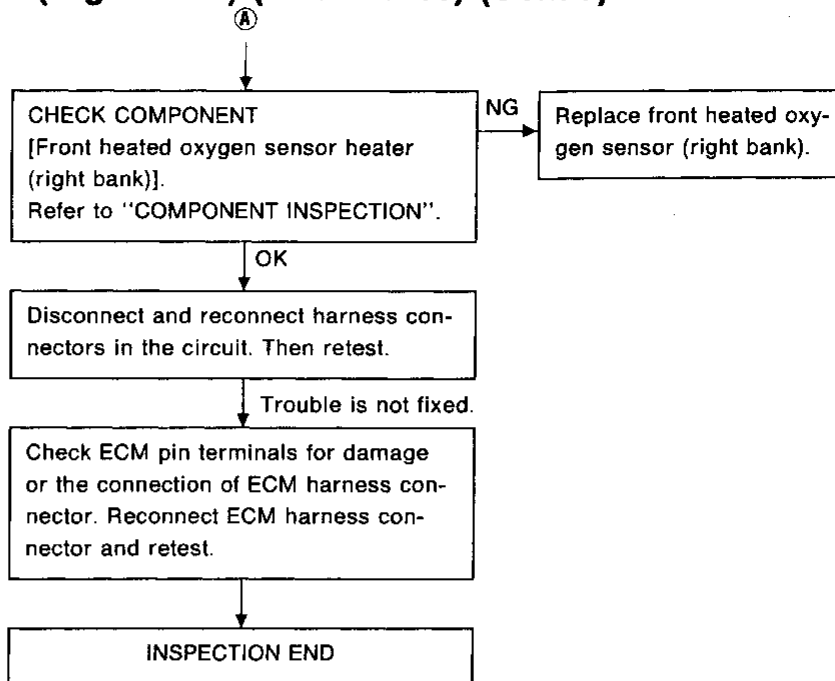 Ⓐ
CHECK COMPONENT
[Front heated oxygen sensor heater
(right bank)].
Refer to "COMPONENT INSPECTION".
NG
Replace front heated oxy-
gen sensor (right bank).
OK
Disconnect and reconnect harness con-
nectors in the circuit. Then retest.
Trouble is not fixed.
Check ECM pin terminals for damage
or the connection of ECM harness con-
nector. Reconnect ECM harness con-
nector and retest.
INSPECTION END